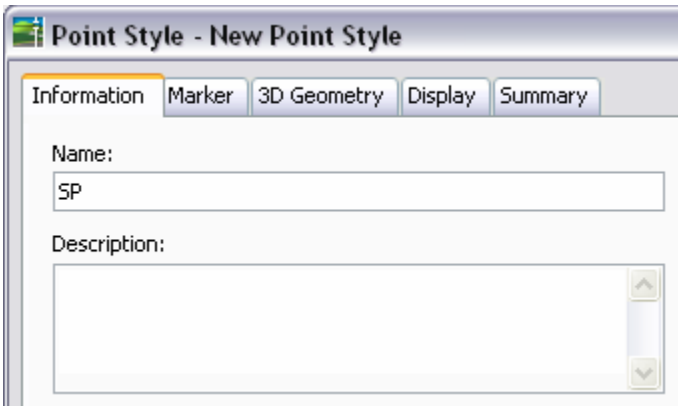 Point Style - New Point Style
Information Marker 3D Geometry Display Summary
Name:
SP
Description: